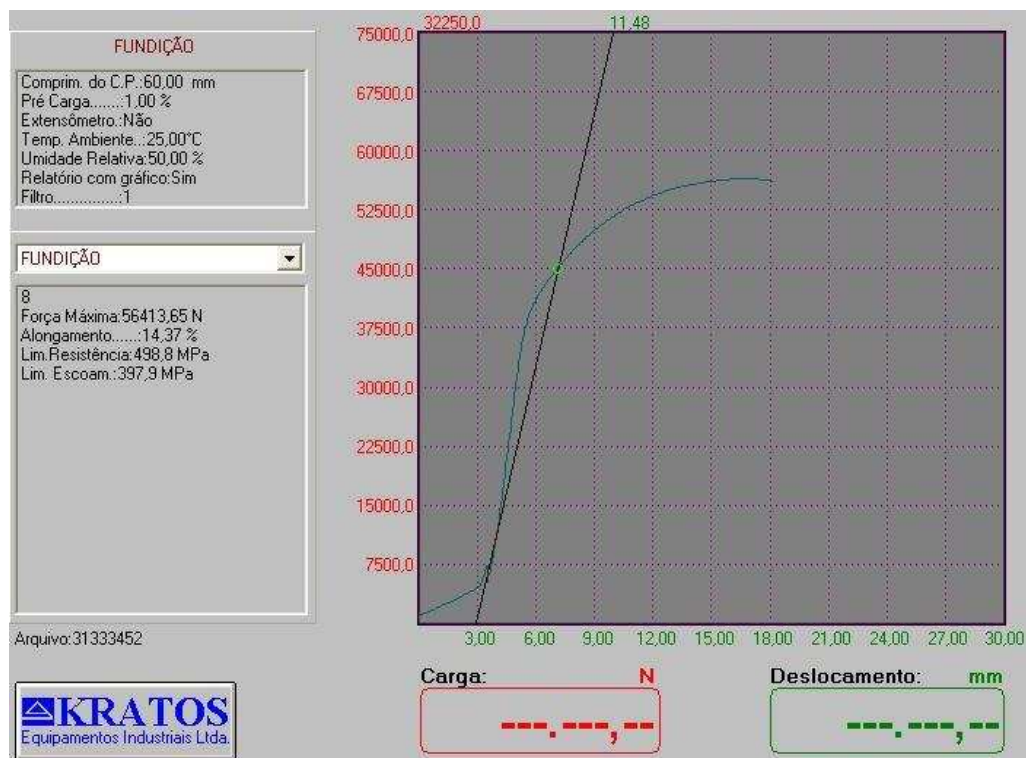 FUNDIÇÃO
Comprim. do C.P.:60,00 mm
Pré Carga......:1,00 %
Extensômetro.:Não
Temp. Ambiente..:25,00°C
Umidade Relativa:50,00 %
Relatório com gráfico:Sim
Filtro...............:1
FUNDIÇÃO
8
Força Máxima:56413,65 N
Alongamento......:14,37 %
Lim.Resistência:498,8 MPa
Lim. Escoam.:397,9 MPa
Arquivo:31333452
KRATOS
Equipamentos Industriais Ltda.
32250,0 11,48
75000,0
67500,0
60000,0
52500,0
45000,0
37500,0
30000,0
22500,0
15000,0
7500,0
3,00 6,00 9,00 12,00 15,00 18,00 21,00 24,00 27,00 30,00
Carga: N
---.---,--
Deslocamento: mm
---.---,--